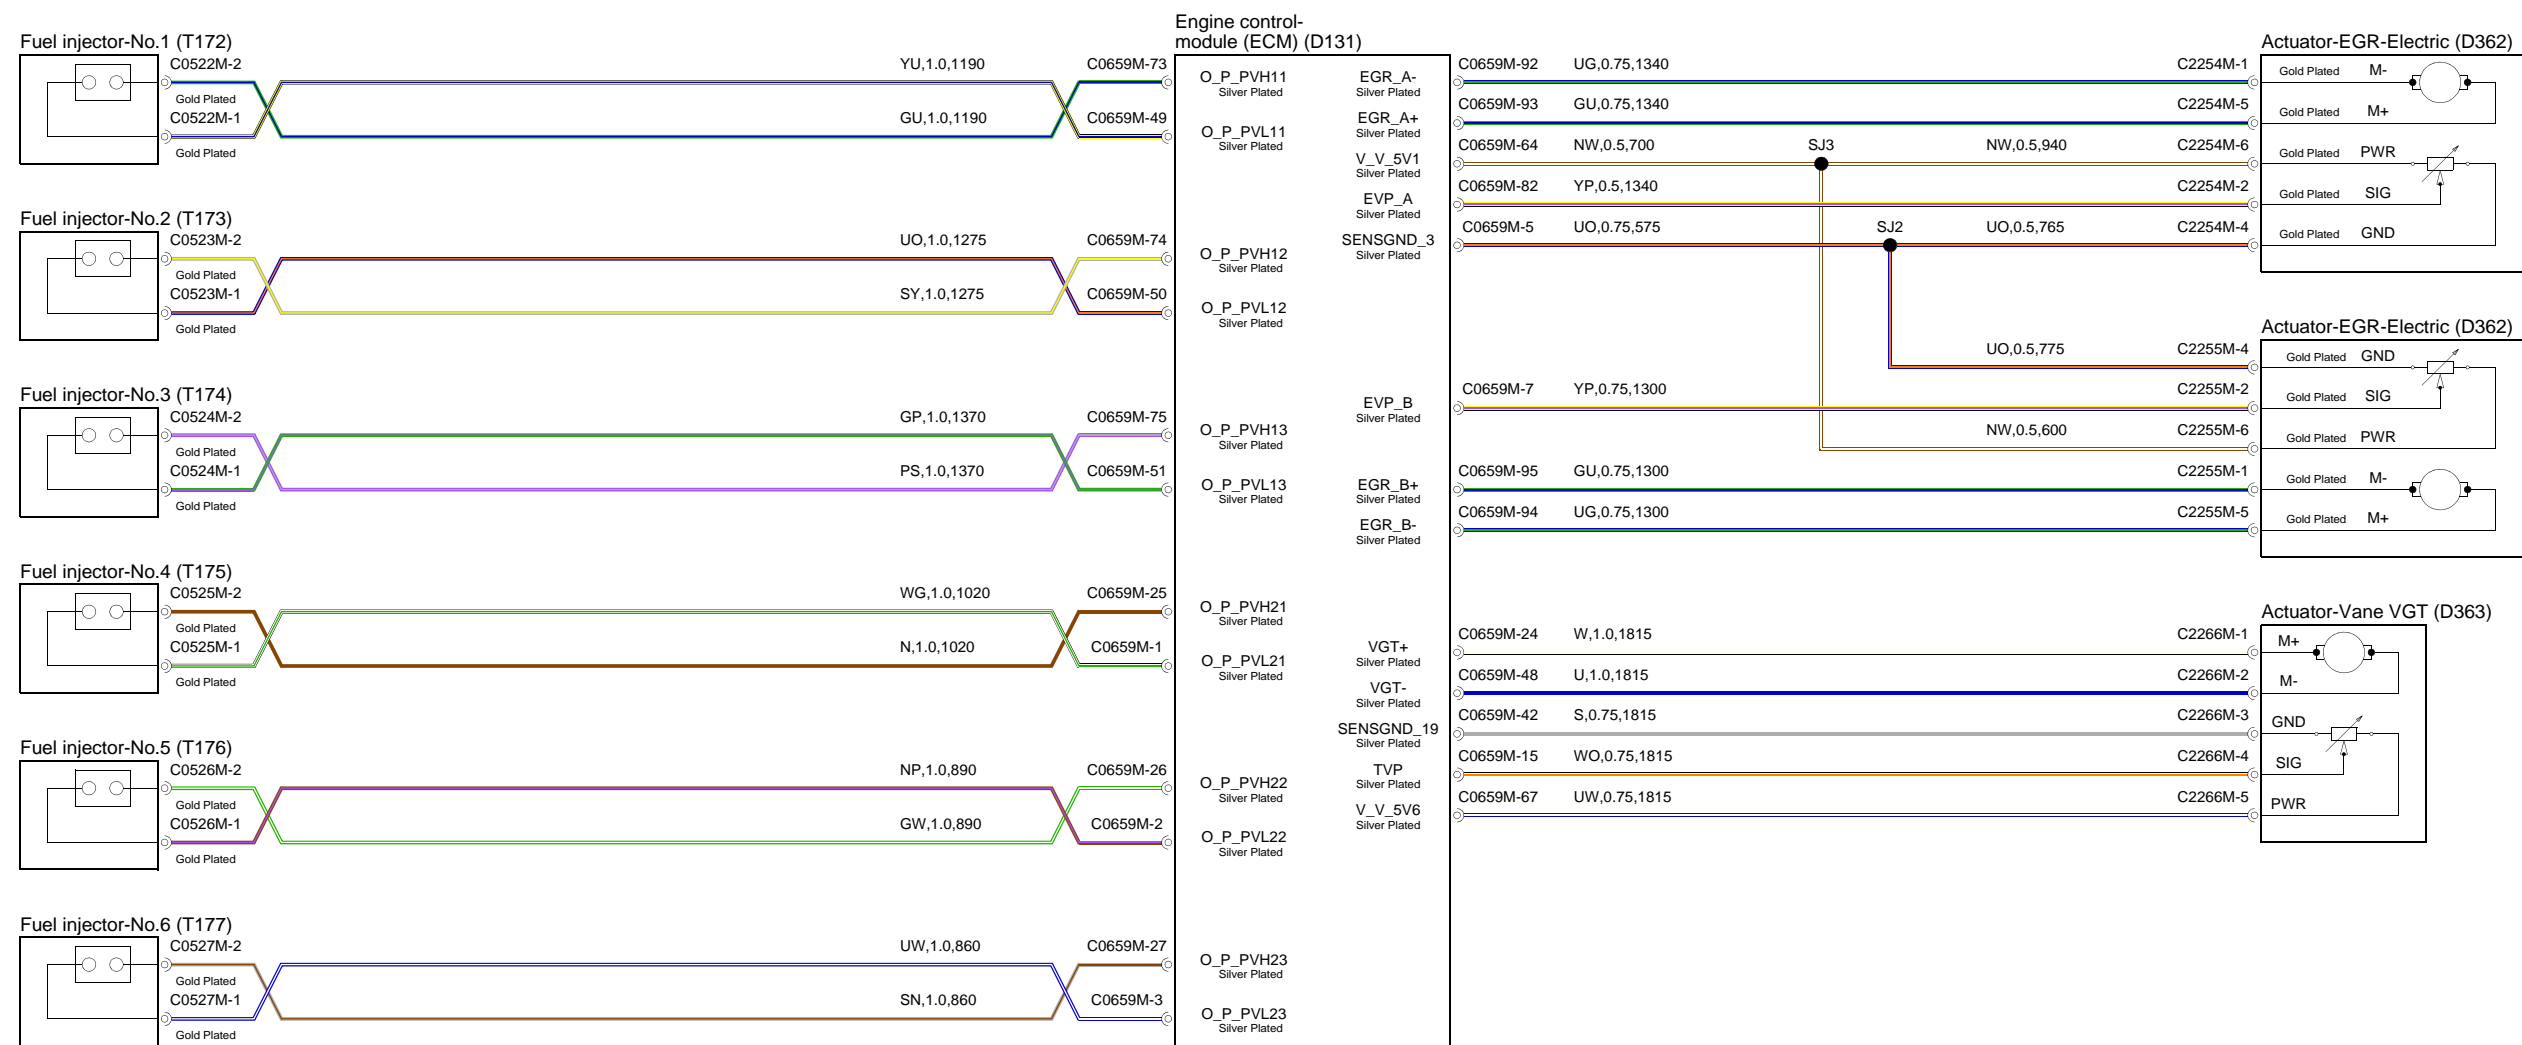 Fuel injector-No.1 (T172)
C0522M-2
Gold Plated
C0522M-1
Gold Plated
YU,1.0,1190
GU,1.0,1190
C0659M-73
C0659M-49
Fuel injector-No.2 (T173)
C0523M-2
Gold Plated
C0523M-1
Gold Plated
UO,1.0,1275
SY,1.0,1275
C0659M-74
C0659M-50
Fuel injector-No.3 (T174)
C0524M-2
Gold Plated
C0524M-1
Gold Plated
GP,1.0,1370
PS,1.0,1370
C0659M-75
C0659M-51
Fuel injector-No.4 (T175)
C0525M-2
Gold Plated
C0525M-1
Gold Plated
WG,1.0,1020
N,1.0,1020
C0659M-25
C0659M-1
Fuel injector-No.5 (T176)
C0526M-2
Gold Plated
C0526M-1
Gold Plated
NP,1.0,890
GW,1.0,890
C0659M-26
C0659M-2
Fuel injector-No.6 (T177)
C0527M-2
Gold Plated
C0527M-1
Gold Plated
UW,1.0,860
SN,1.0,860
C0659M-27
C0659M-3
Engine control-
module (ECM) (D131)
O_P_PVH11
Silver Plated
O_P_PVL11
Silver Plated
O_P_PVH12
Silver Plated
O_P_PVL12
Silver Plated
O_P_PVH13
Silver Plated
O_P_PVL13
Silver Plated
O_P_PVH21
Silver Plated
O_P_PVL21
Silver Plated
O_P_PVH22
Silver Plated
O_P_PVL22
Silver Plated
O_P_PVH23
Silver Plated
O_P_PVL23
Silver Plated
EGR_A-
Silver Plated
EGR_A+
Silver Plated
V_V_5V1
Silver Plated
EVP_A
Silver Plated
SENSGND_3
Silver Plated
EVP_B
Silver Plated
EGR_B+
Silver Plated
EGR_B-
Silver Plated
VGT+
Silver Plated
VGT-
Silver Plated
SENSGND_19
Silver Plated
TVP
Silver Plated
V_V_5V6
Silver Plated
C0659M-92 UG,0.75,1340 C2254M-1
C0659M-93 GU,0.75,1340 C2254M-5
C0659M-64 NW,0.5,700 SJ3 NW,0.5,940 C2254M-6
C0659M-82 YP,0.5,1340 C2254M-2
C0659M-5 UO,0.75,575 SJ2 UO,0.5,765 C2254M-4
UO,0.5,775 C2255M-4
C0659M-7 YP,0.75,1300 C2255M-2
NW,0.5,600 C2255M-6
C0659M-95 GU,0.75,1300 C2255M-1
C0659M-94 UG,0.75,1300 C2255M-5
C0659M-24 W,1.0,1815 C2266M-1
C0659M-48 U,1.0,1815 C2266M-2
C0659M-42 S,0.75,1815 C2266M-3
C0659M-15 WO,0.75,1815 C2266M-4
C0659M-67 UW,0.75,1815 C2266M-5
Actuator-EGR-Electric (D362)
Gold Plated M-
Gold Plated M+
Gold Plated PWR
Gold Plated SIG
Gold Plated GND
Actuator-EGR-Electric (D362)
Gold Plated GND
Gold Plated SIG
Gold Plated PWR
Gold Plated M-
Gold Plated M+
Actuator-Vane VGT (D363)
M+
M-
GND
SIG
PWR